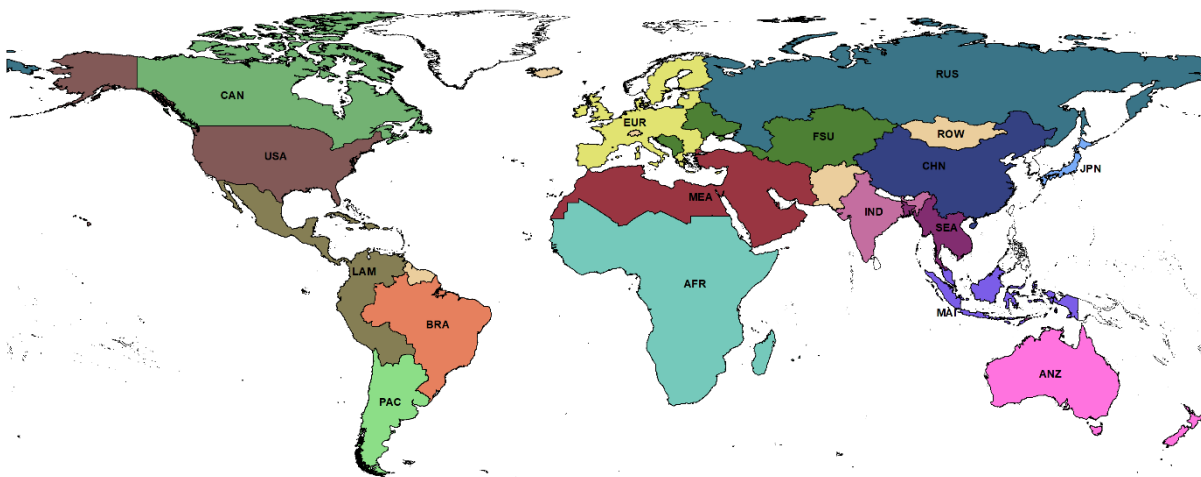 RUS
CAN
EUR
FSU
ROW
USA
CHN
JPN
MEA
IND
SEA
LAM
AFR
MAI
BRA
ANZ
PAC